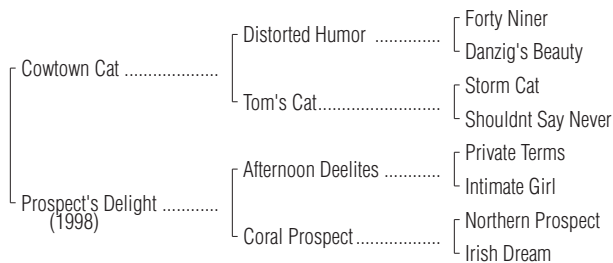 Forty Niner
Distorted Humor ..............
Danzig's Beauty
Cowtown Cat ....................
Storm Cat
Tom's Cat..........................
Shouldnt Say Never
Private Terms
Afternoon Deelites ............
Intimate Girl
Prospect's Delight ............
(1998)
Northern Prospect
Coral Prospect..................
Irish Dream